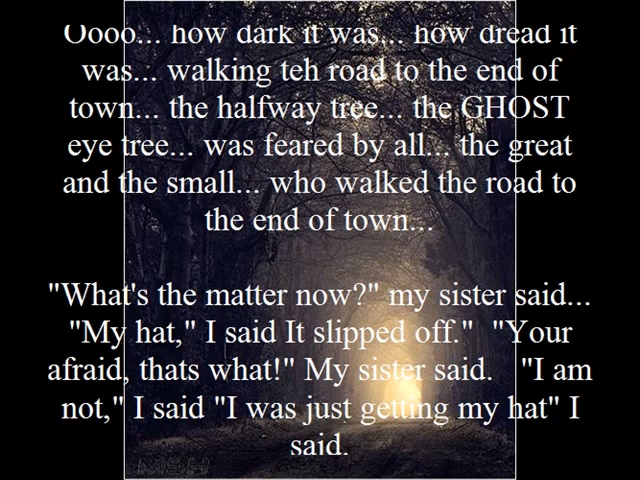 Oooo... how dark it was... how dread it
was... walking teh road to the end of
town... the halfway tree... the GHOST
eye tree... was feared by all... the great
and the small... who walked the road to
the end of town...
"What's the matter now?" my sister said...
"My hat," I said It slipped off."  "Your
afraid, thats what!" My sister said.   "I am
not," I said "I was just getting my hat" I
said.
MSH